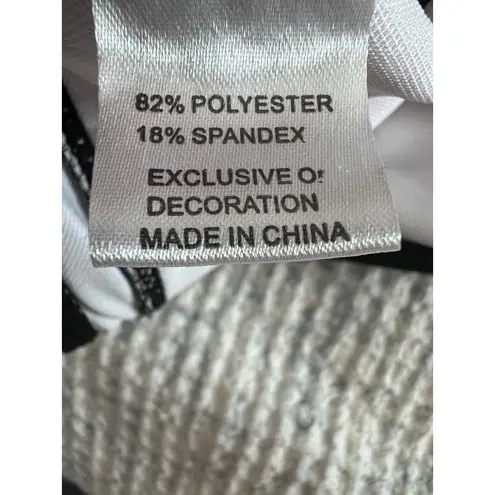 82% POLYESTER
18% SPANDEX
EXCLUSIVE OF
DECORATION
MADE IN CHINA